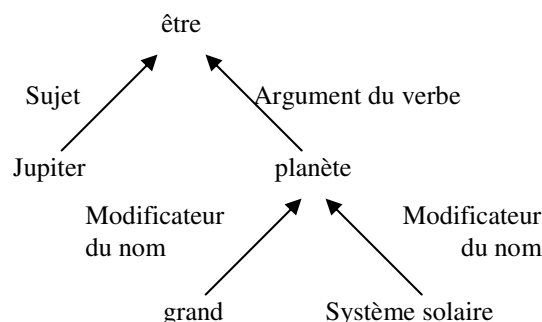 être
Sujet
Argument du verbe
Jupiter
planète
Modificateur
du nom
Modificateur
du nom
grand
Système solaire